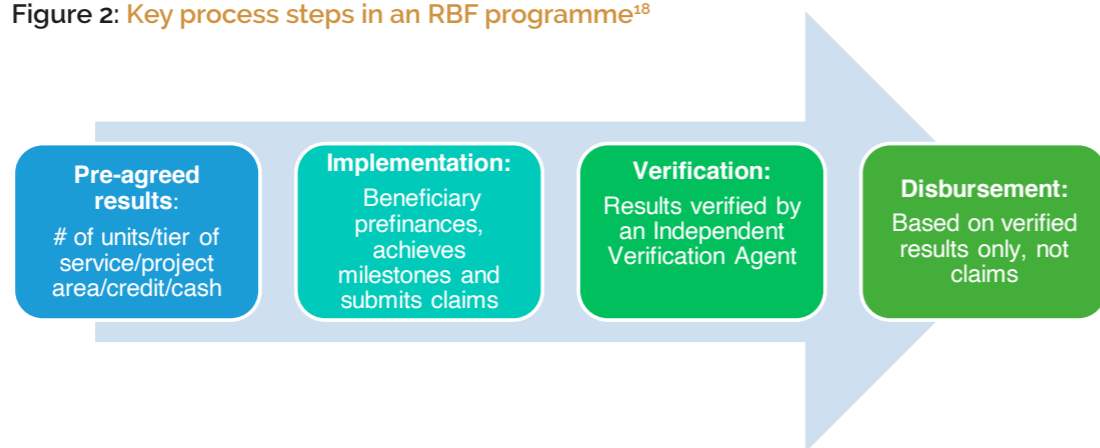 Figure 2: Key process steps in an RBF programme¹⁸
Pre-agreed
results:
# of units/tier of
service/project
area/credit/cash
Implementation:
Beneficiary
prefinances,
achieves
milestones and
submits claims
Verification:
Results verified by
an Independent
Verification Agent
Disbursement:
Based on verified
results only, not
claims